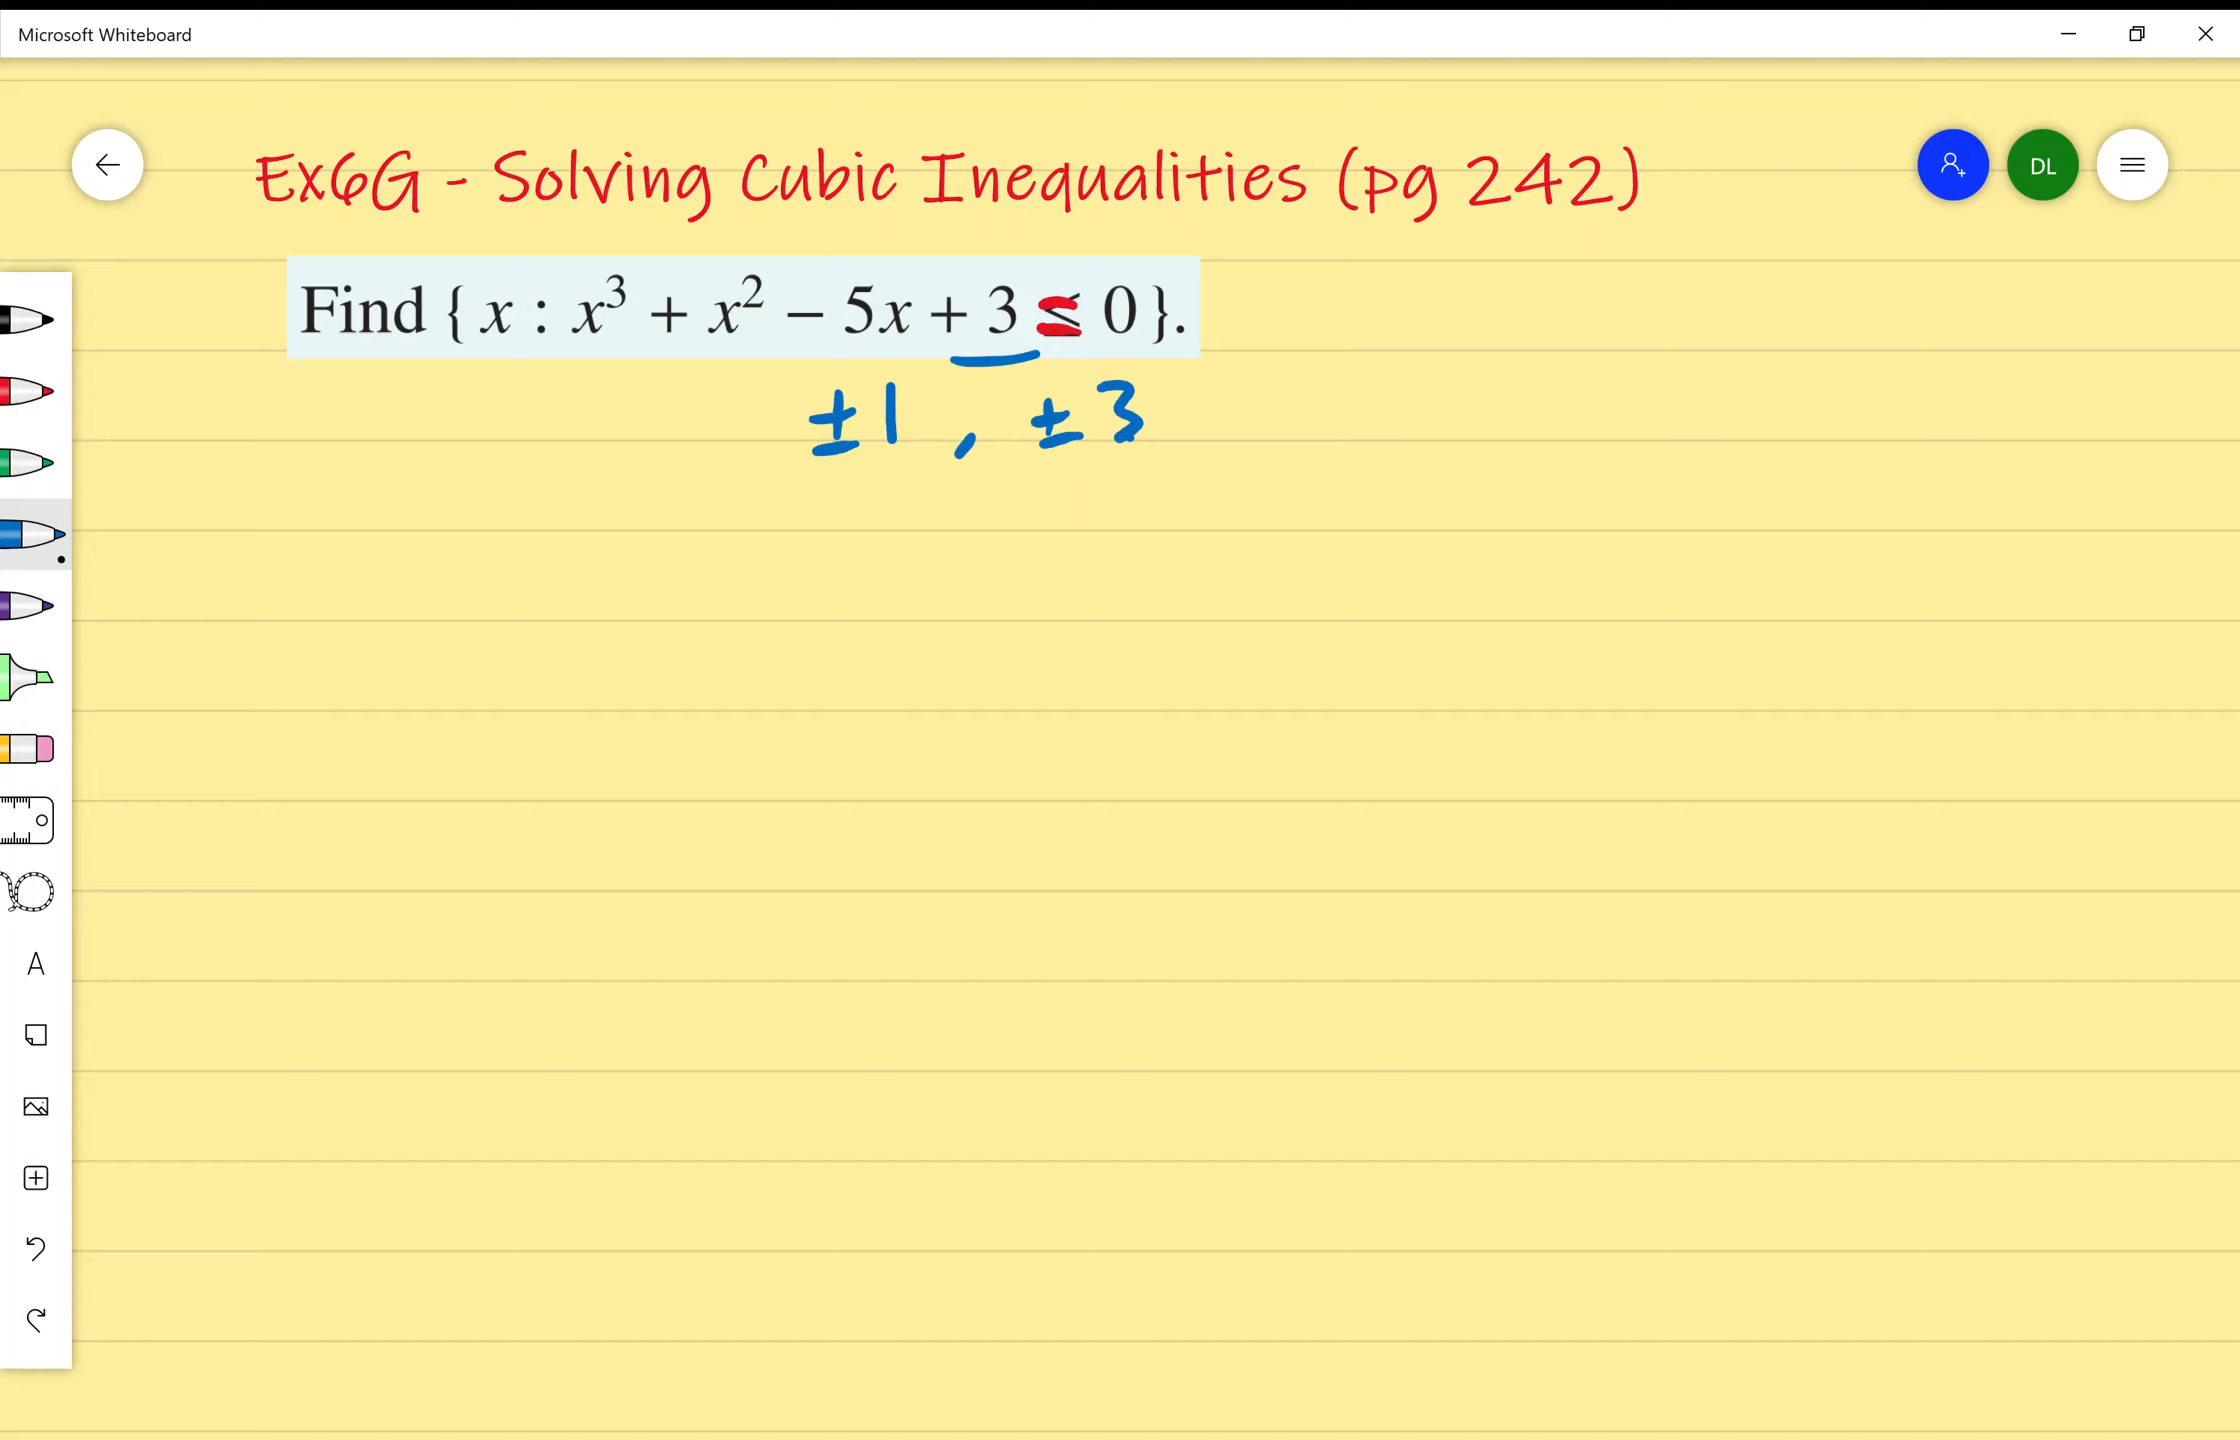 Microsoft Whiteboard
Ex6G - Solving Cubic Inequalities (pg 242)
DL
Find { x : x³ + x² − 5x + 3 ≤ 0 }.
±1 , ±3
A